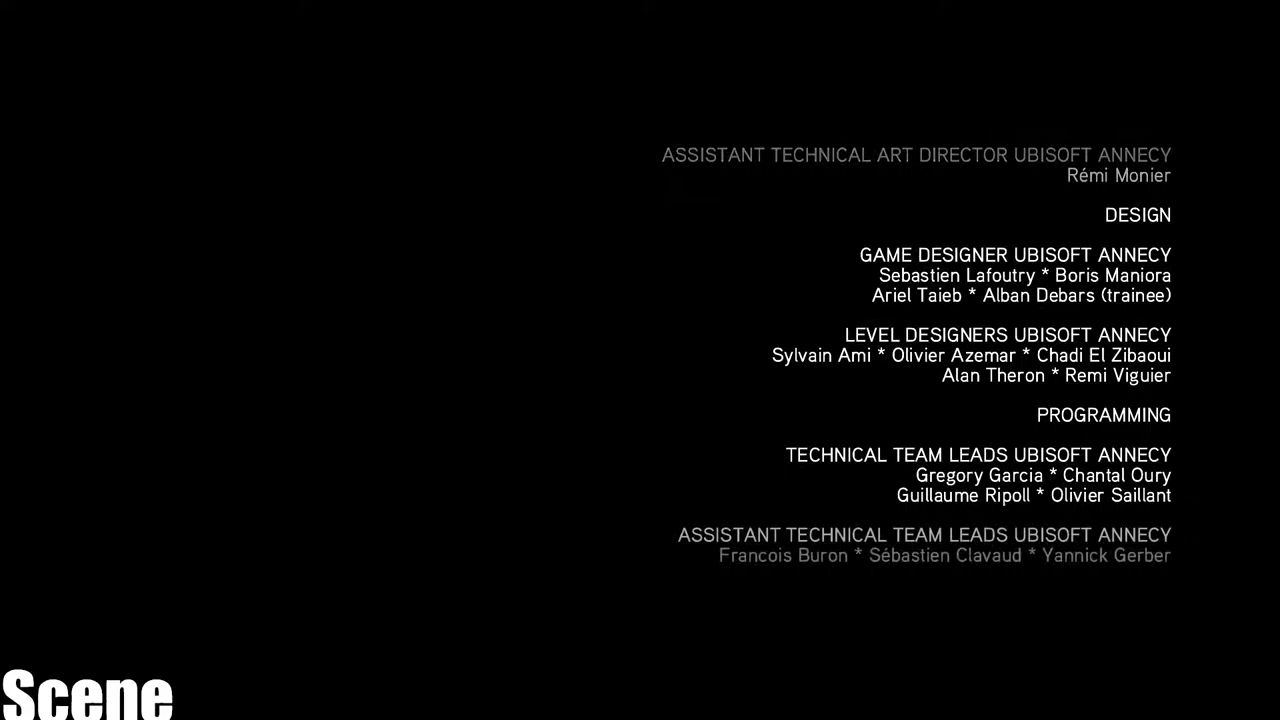 ASSISTANT TECHNICAL ART DIRECTOR UBISOFT ANNECY
Rémi Monier
DESIGN
GAME DESIGNER UBISOFT ANNECY
Sebastien Lafoutry * Boris Maniora
Ariel Taieb * Alban Debars (trainee)
LEVEL DESIGNERS UBISOFT ANNECY
Sylvain Ami * Olivier Azemar * Chadi El Zibaoui
Alan Theron * Remi Viguier
PROGRAMMING
TECHNICAL TEAM LEADS UBISOFT ANNECY
Gregory Garcia * Chantal Oury
Guillaume Ripoll * Olivier Saillant
ASSISTANT TECHNICAL TEAM LEADS UBISOFT ANNECY
Francois Buron * Sébastien Clavaud * Yannick Gerber
Scene